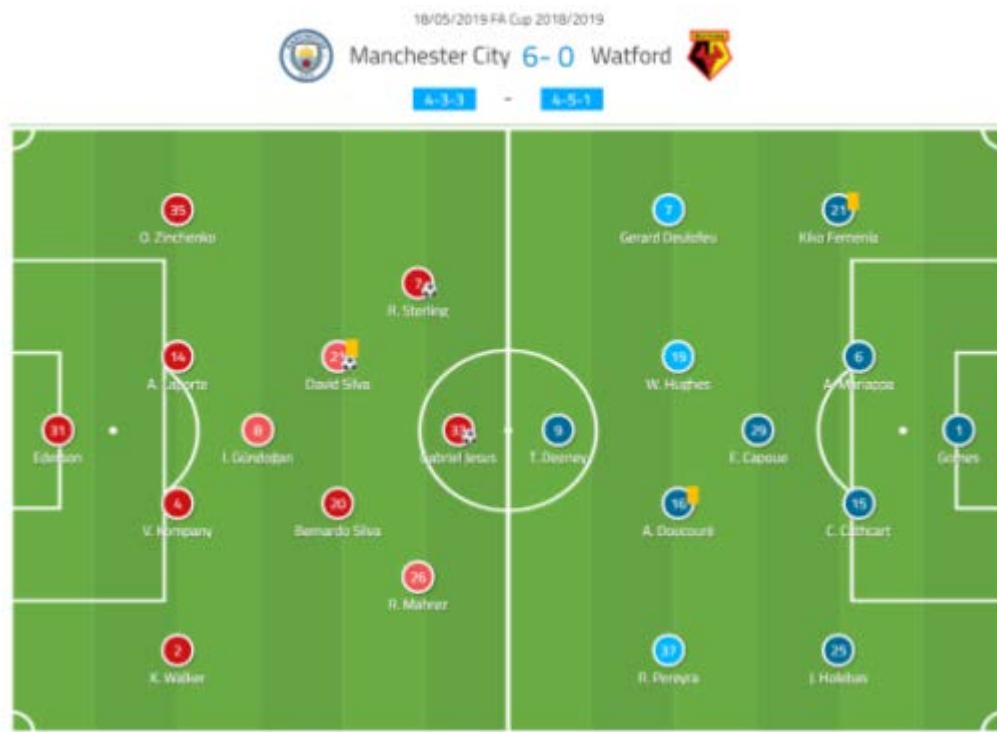 18/05/2019 FA Cup 2018/2019
Manchester City 6- 0 Watford
4-3-3 - 4-5-1
35
O. Zinchenko
7
Gerard Deulofeu
21
Kiko Femenía
7
R. Sterling
14
A. Laporte
21
David Silva
19
W. Hughes
6
A. Mariappa
31
Ederson
8
I. Gündoğan
33
Gabriel Jesus
9
T. Deeney
29
E. Capoue
1
Gomes
4
V. Kompany
20
Bernardo Silva
16
A. Doucouré
15
C. Cathcart
26
R. Mahrez
2
K. Walker
37
R. Pereyra
25
J. Holebas